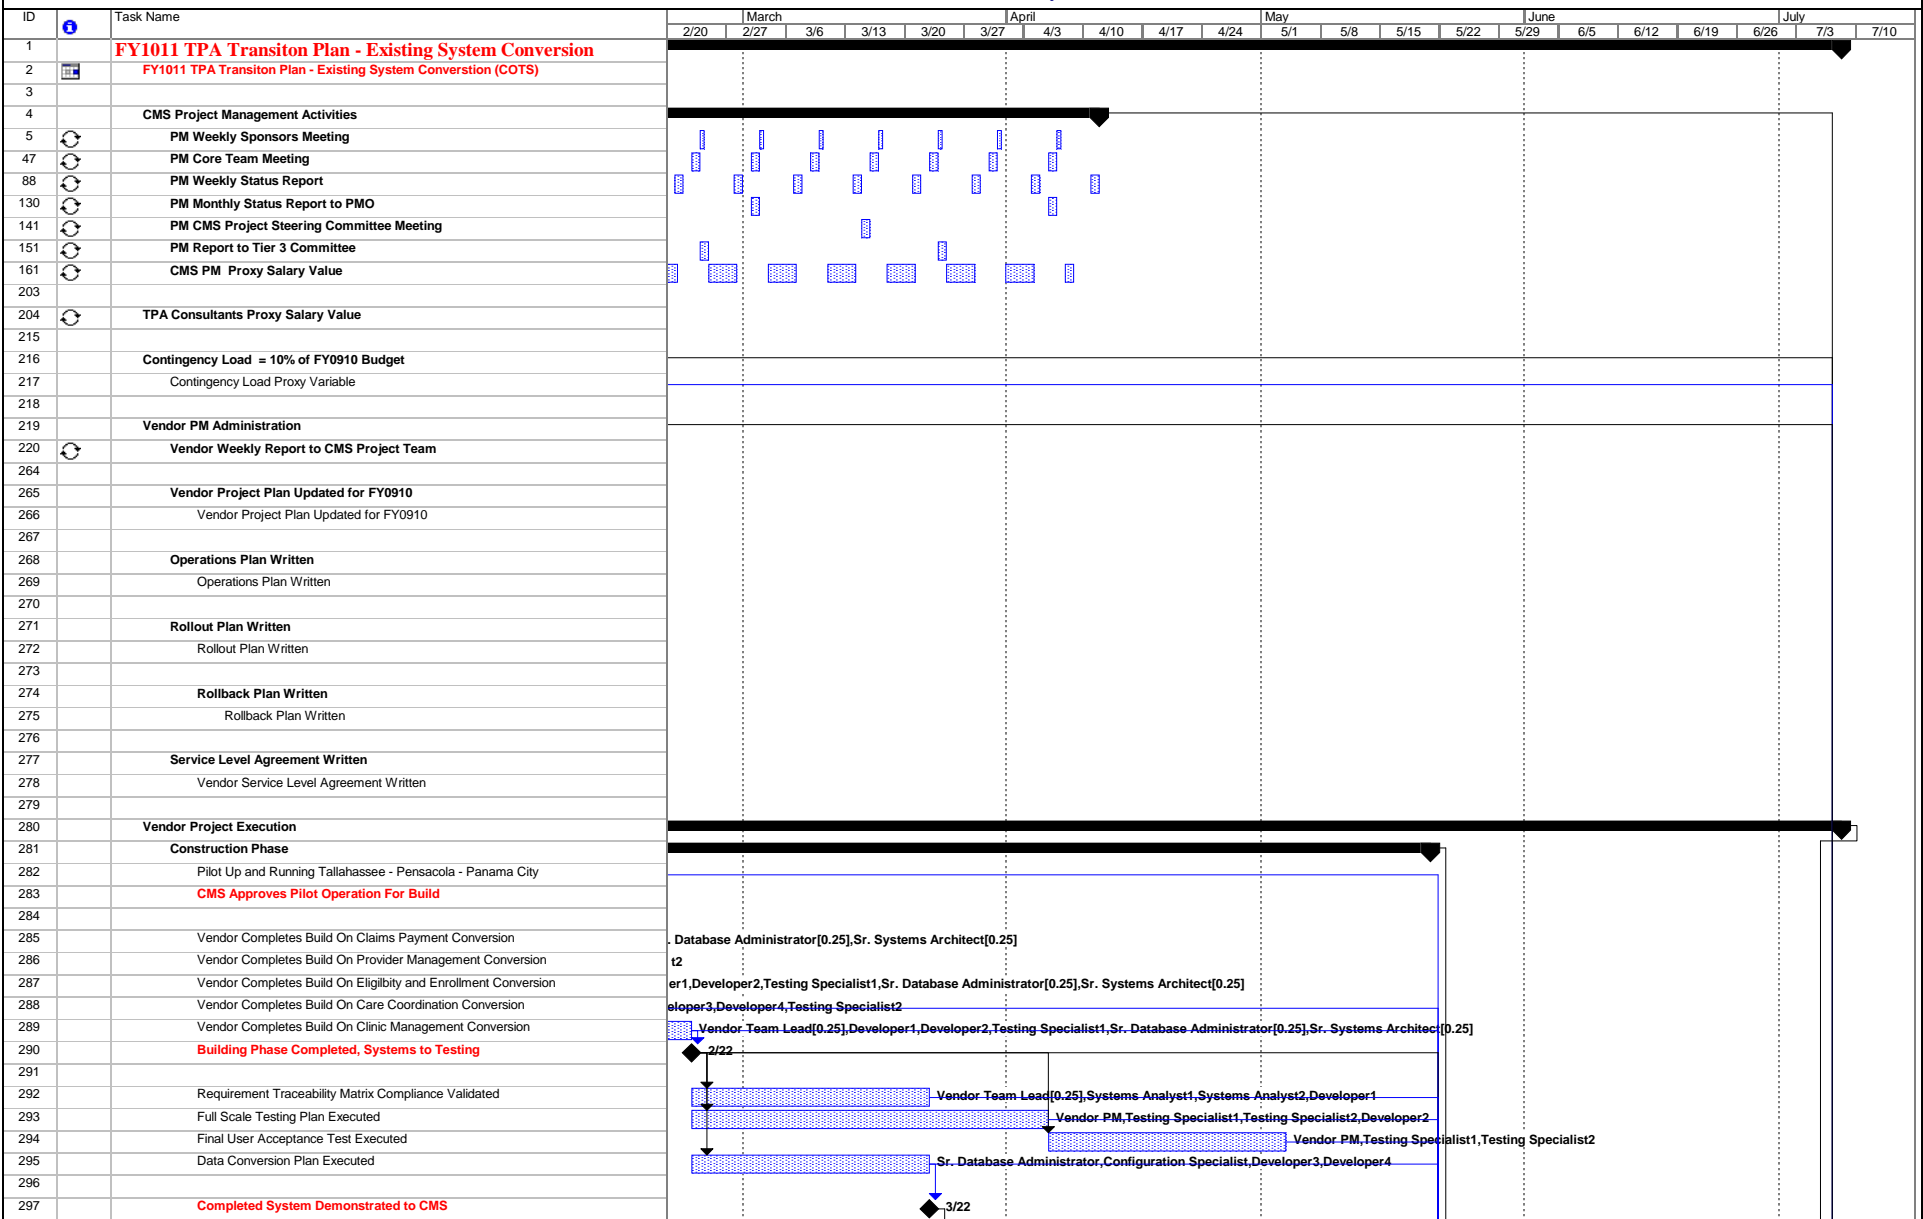 ID Task Name March April May June July
2/20 2/27 3/6 3/13 3/20 3/27 4/3 4/10 4/17 4/24 5/1 5/8 5/15 5/22 5/29 6/5 6/12 6/19 6/26 7/3 7/10
1 FY1011 TPA Transiton Plan - Existing System Conversion
2 FY1011 TPA Transiton Plan - Existing System Converstion (COTS)
3
4 CMS Project Management Activities
5 PM Weekly Sponsors Meeting
47 PM Core Team Meeting
88 PM Weekly Status Report
130 PM Monthly Status Report to PMO
141 PM CMS Project Steering Committee Meeting
151 PM Report to Tier 3 Committee
161 CMS PM Proxy Salary Value
203
204 TPA Consultants Proxy Salary Value
215
216 Contingency Load = 10% of FY0910 Budget
217 Contingency Load Proxy Variable
218
219 Vendor PM Administration
220 Vendor Weekly Report to CMS Project Team
264
265 Vendor Project Plan Updated for FY0910
266 Vendor Project Plan Updated for FY0910
267
268 Operations Plan Written
269 Operations Plan Written
270
271 Rollout Plan Written
272 Rollout Plan Written
273
274 Rollback Plan Written
275 Rollback Plan Written
276
277 Service Level Agreement Written
278 Vendor Service Level Agreement Written
279
280 Vendor Project Execution
281 Construction Phase
282 Pilot Up and Running Tallahassee - Pensacola - Panama City
283 CMS Approves Pilot Operation For Build
284
285 Vendor Completes Build On Claims Payment Conversion . Database Administrator[0.25],Sr. Systems Architect[0.25]
286 Vendor Completes Build On Provider Management Conversion t2
287 Vendor Completes Build On Eligilbity and Enrollment Conversion er1,Developer2,Testing Specialist1,Sr. Database Administrator[0.25],Sr. Systems Architect[0.25]
288 Vendor Completes Build On Care Coordination Conversion eloper3,Developer4,Testing Specialist2
289 Vendor Completes Build On Clinic Management Conversion Vendor Team Lead[0.25],Developer1,Developer2,Testing Specialist1,Sr. Database Administrator[0.25],Sr. Systems Architect[0.25]
290 Building Phase Completed, Systems to Testing 2/22
291
292 Requirement Traceability Matrix Compliance Validated Vendor Team Lead[0.25],Systems Analyst1,Systems Analyst2,Developer1
293 Full Scale Testing Plan Executed Vendor PM,Testing Specialist1,Testing Specialist2,Developer2
294 Final User Acceptance Test Executed Vendor PM,Testing Specialist1,Testing Specialist2
295 Data Conversion Plan Executed Sr. Database Administrator,Configuration Specialist,Developer3,Developer4
296
297 Completed System Demonstrated to CMS 3/22